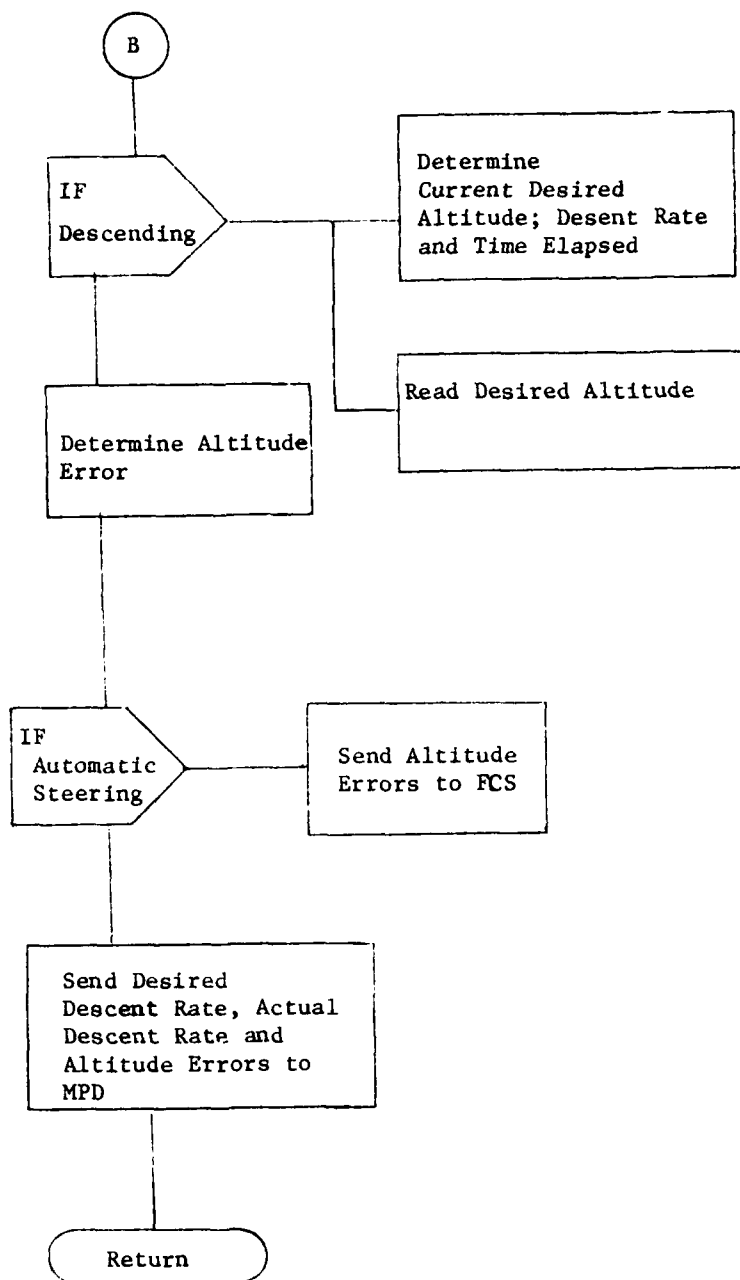 B
IF
Descending
Determine
Current Desired
Altitude; Desent Rate
and Time Elapsed
Read Desired Altitude
Determine Altitude
Error
IF
Automatic
Steering
Send Altitude
Errors to FCS
Send Desired
Descent Rate, Actual
Descent Rate and
Altitude Errors to
MPD
Return